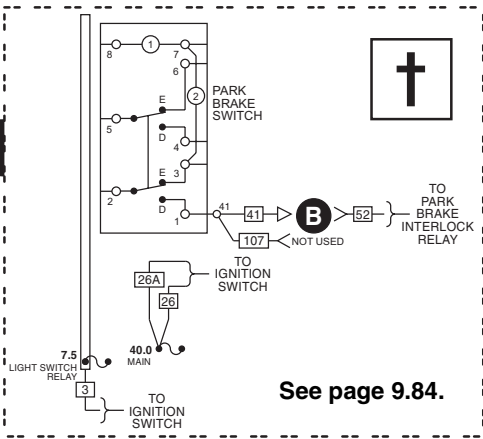 8
1
7
6
2
PARK
BRAKE
SWITCH
E
5
D
4
3
E
2
D
1
41
41
B
52
TO
PARK
BRAKE
INTERLOCK
RELAY
107
NOT USED
TO
IGNITION
SWITCH
26A
26
7.5
LIGHT SWITCH
RELAY
40.0
MAIN
3
TO
IGNITION
SWITCH
See page 9.84.